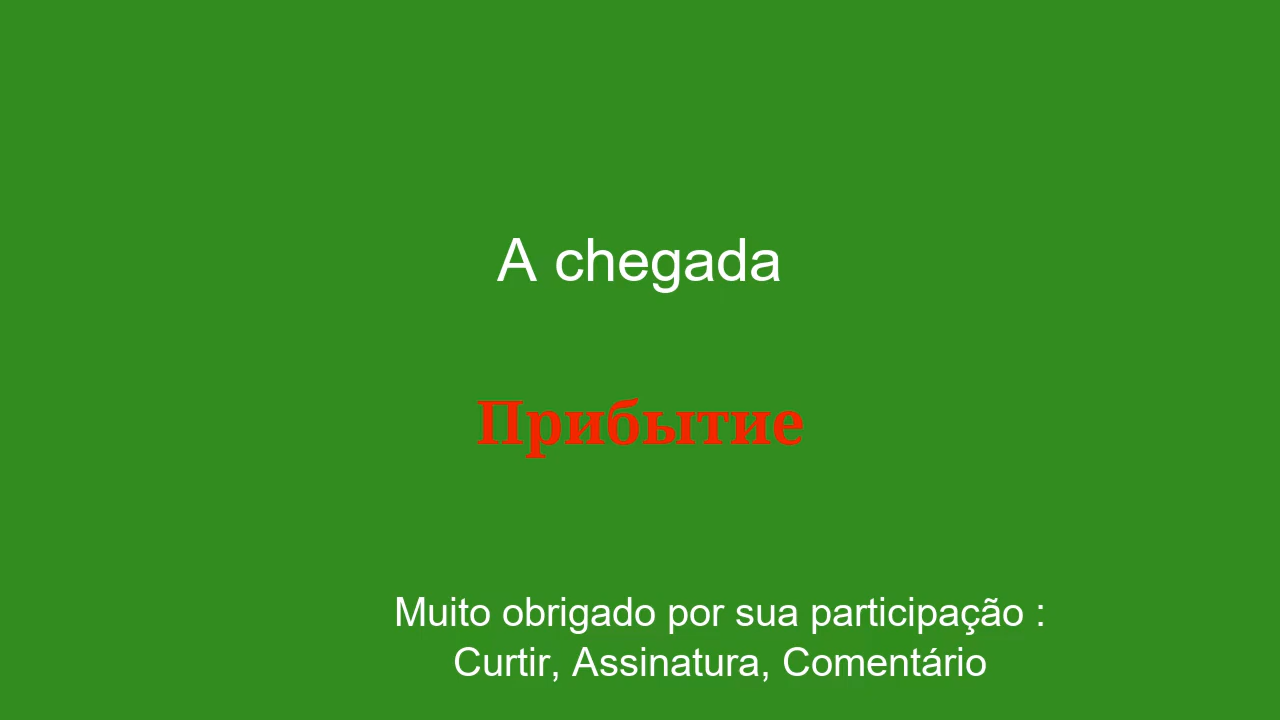 A chegada
Прибытие
Muito obrigado por sua participação :
Curtir, Assinatura, Comentário